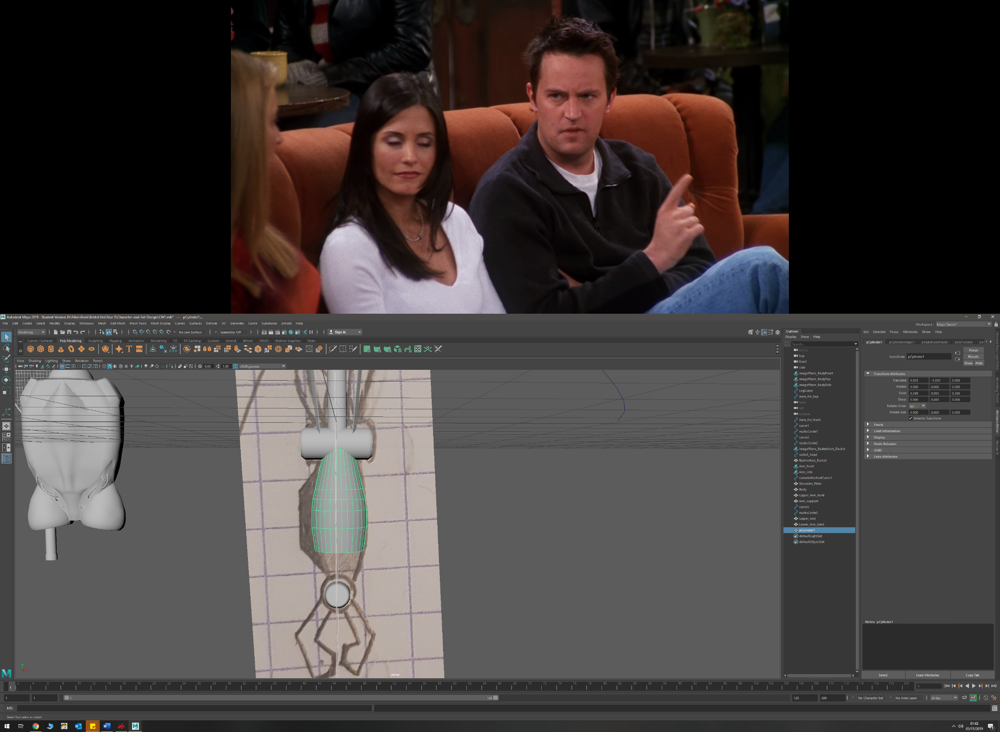 Autodesk Maya 2019 - Student Version: D:\Files\Work\Bristol Uni\Year 3\Character-and-Set-Design\CW1.mb* --- pCylinder1...
File Edit Create Select Modify Display Windows Mesh Edit Mesh Mesh Tools Mesh Display Curves Surfaces Deform UV Generate Cache Substance Arnold Help
Workspace : Maya Classic*
Modeling No Live Surface Symmetry: Off Sign In
Curves / Surfaces Poly Modeling Sculpting Rigging Animation Rendering FX FX Caching Custom Arnold Bifrost MASH Motion Graphics XGen
View Shading Lighting Show Renderer Panels
0.00 1.00 sRGB gamma
persp
Outliner
Display Show Help
Search...
persp
top
front
side
imagePlane_BodyFront
imagePlane_BodyTop
imagePlane_BodySide
LegCurve
Aero_fin_top
back
left
bottom
Aero_fin_front
curve1
nurbsCircle1
curve2
nurbsCircle2
imagePlane_Badminton_Racket
racket_head
Badminton_Racket
Arm_front
Arm_side
curve4attachedCurve1
Shoulder_Plate
Body
Upper_Arm_Joint
Arm_support
curve5
nurbsCircle5
Upper_Arm
Lower_Arm_Joint
pCylinder1
defaultLightSet
defaultObjectSet
List Selected Focus Attributes Show Help
pCylinder1 pCylinderShape1 polyExtrudeFace6 polyTweak4 po
transform: pCylinder1
Focus
Presets
Show Hide
Transform Attributes
Translate 0.023 -1.030 0.000
Rotate 0.000 0.000 0.000
Scale 0.298 0.093 0.298
Shear 0.000 0.000 0.000
Rotate Order xyz
Rotate Axis 0.000 0.000 0.000
Inherits Transform
Pivots
Limit Information
Display
Node Behavior
UUID
Extra Attributes
Notes: pCylinder1
Select Load Attributes Copy Tab
Channel Box / Layer Editor
Modeling Toolkit
Attribute Editor
Human IK
1 2 4 6 8 10 12 14 16 18 20 22 24 26 28 30 32 34 36 38 40 42 44 46 48 50 52 54 56 58 60 62 64 66 68 70 72 74 76 78 80 82 84 86 88 90 92 94 96 98 100 102 104 106 108 110 112 114 116 118 120 1
1 1 1 120 120 200 No Character Set No Anim Layer 24 fps
MEL
Select Tool: select an object
01:43
05/11/2019